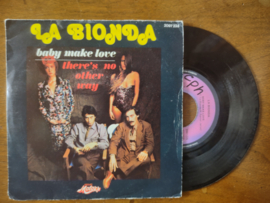 LA BIONDA
baby make love
there's no
other
way